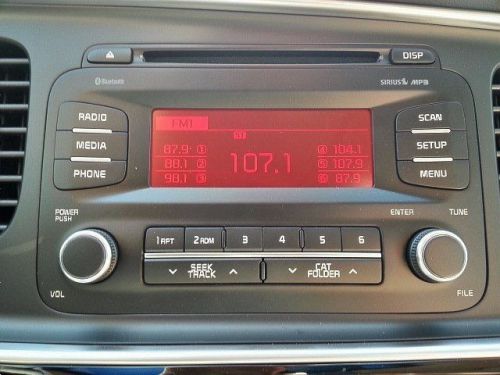 DISP
Bluetooth
SIRIUS MP3
RADIO
MEDIA
PHONE
FM1
87.9 1
88.1 2
98.1 3
107.1
4 104.1
5 107.9
6 87.9
SCAN
SETUP
MENU
POWER
PUSH
VOL
1 RPT 2 RDM 3 4 5 6
SEEK
TRACK
CAT
FOLDER
ENTER
TUNE
FILE